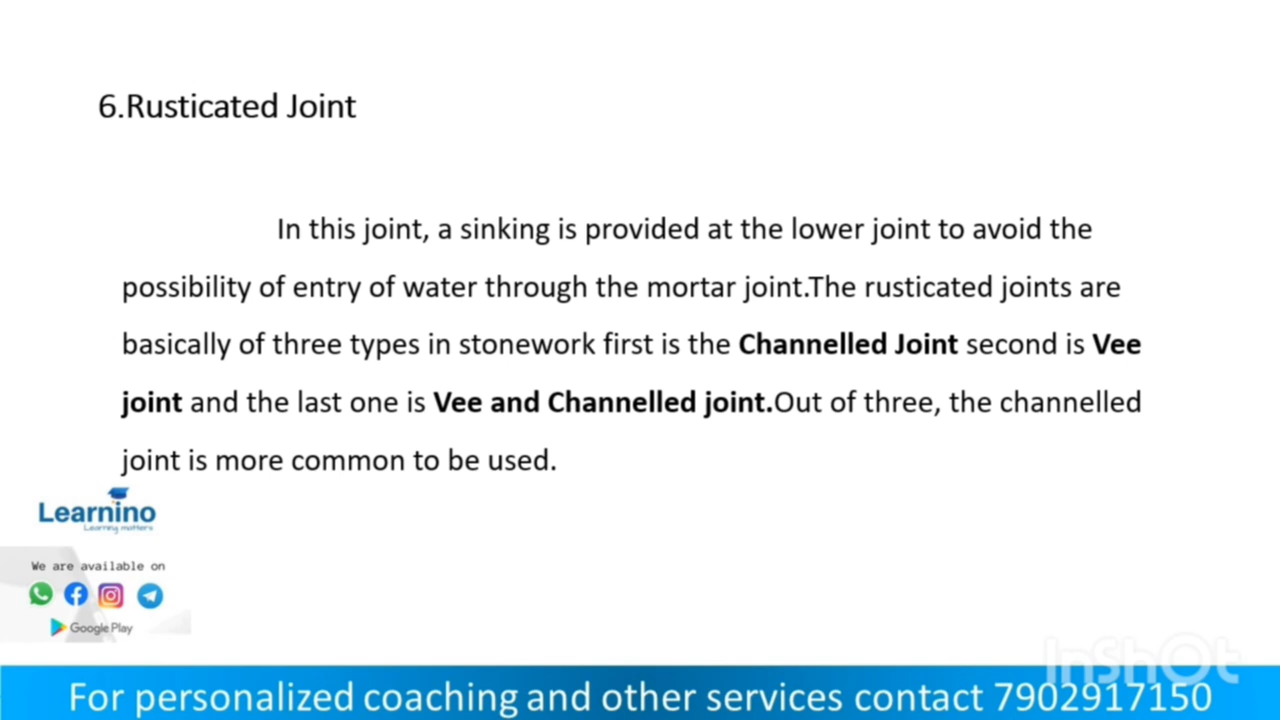 6.Rusticated Joint
In this joint, a sinking is provided at the lower joint to avoid the
possibility of entry of water through the mortar joint.The rusticated joints are
basically of three types in stonework first is the Channelled Joint second is Vee
joint and the last one is Vee and Channelled joint.Out of three, the channelled
joint is more common to be used.
Learnino
Learning matters
We are available on
Google Play
InShOt
For personalized coaching and other services contact 7902917150